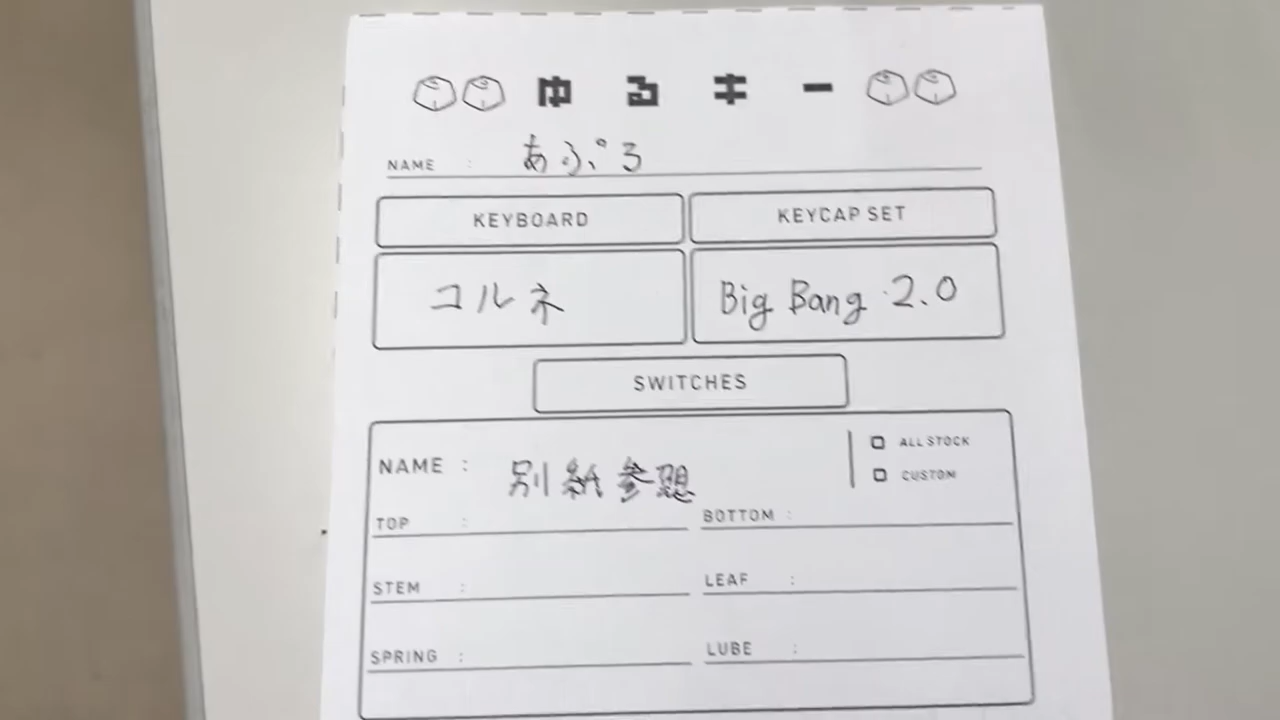 ゆるキー
NAME : あぷろ
KEYBOARD KEYCAP SET
コルネ Big Bang 2.0
SWITCHES
NAME : 別紙参照 ALL STOCK
CUSTOM
TOP : BOTTOM :
STEM : LEAF :
SPRING : LUBE :